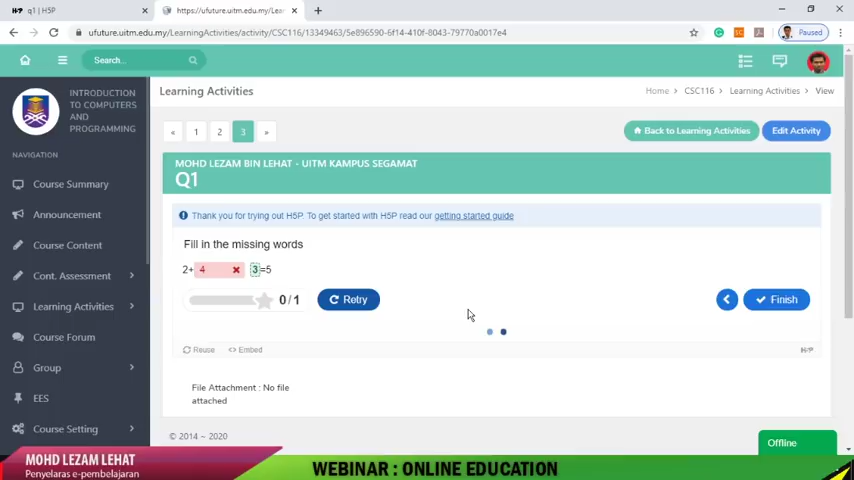 q1 | H5P
https://ufuture.uitm.edu.my/Lear
ufuture.uitm.edu.my/LearningActivities/activity/CSC116/13349463/5e896590-6f14-410f-8043-79770a0017e4
Paused
Search...
INTRODUCTION
TO COMPUTERS
AND
PROGRAMMING
NAVIGATION
Course Summary
Announcement
Course Content
Cont. Assessment
Learning Activities
Course Forum
Group
EES
Course Setting
Learning Activities
Home > CSC116 > Learning Activities > View
« 1 2 3 »
Back to Learning Activities
Edit Activity
MOHD LEZAM BIN LEHAT - UITM KAMPUS SEGAMAT
Q1
Thank you for trying out H5P. To get started with H5P read our getting started guide
Fill in the missing words
2+ 4 3=5
0/1
Retry
Finish
Reuse
<> Embed
H5P
File Attachment : No file
attached
© 2014 ~ 2020
Offline
MOHD LEZAM LEHAT
Penyelaras e-pembelajaran
WEBINAR : ONLINE EDUCATION